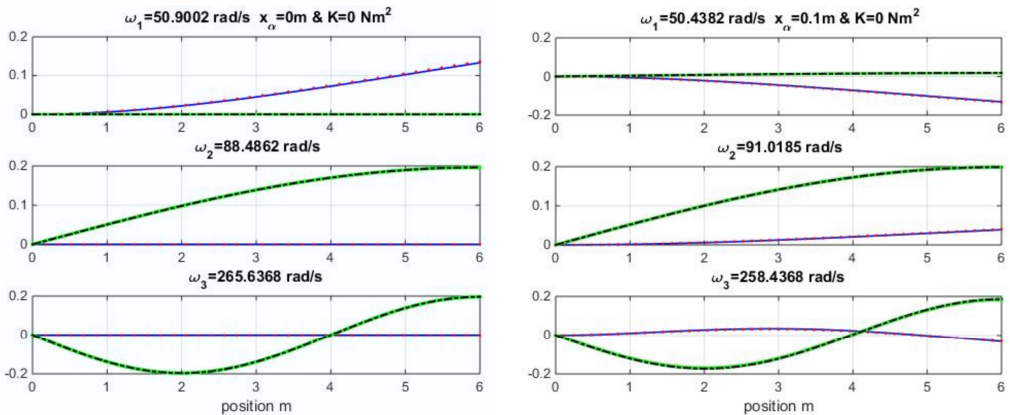 ω1=50.9002 rad/s xα=0m & K=0 Nm²
0.2
0.1
0
0 1 2 3 4 5 6
ω2=88.4862 rad/s
0.2
0.1
0
0 1 2 3 4 5 6
ω3=265.6368 rad/s
0.2
0
-0.2
0 1 2 3 4 5 6
position m
ω1=50.4382 rad/s xα=0.1m & K=0 Nm²
0.2
0
-0.2
0 1 2 3 4 5 6
ω2=91.0185 rad/s
0.2
0.1
0
0 1 2 3 4 5 6
ω3=258.4368 rad/s
0.2
0
-0.2
0 1 2 3 4 5 6
position m